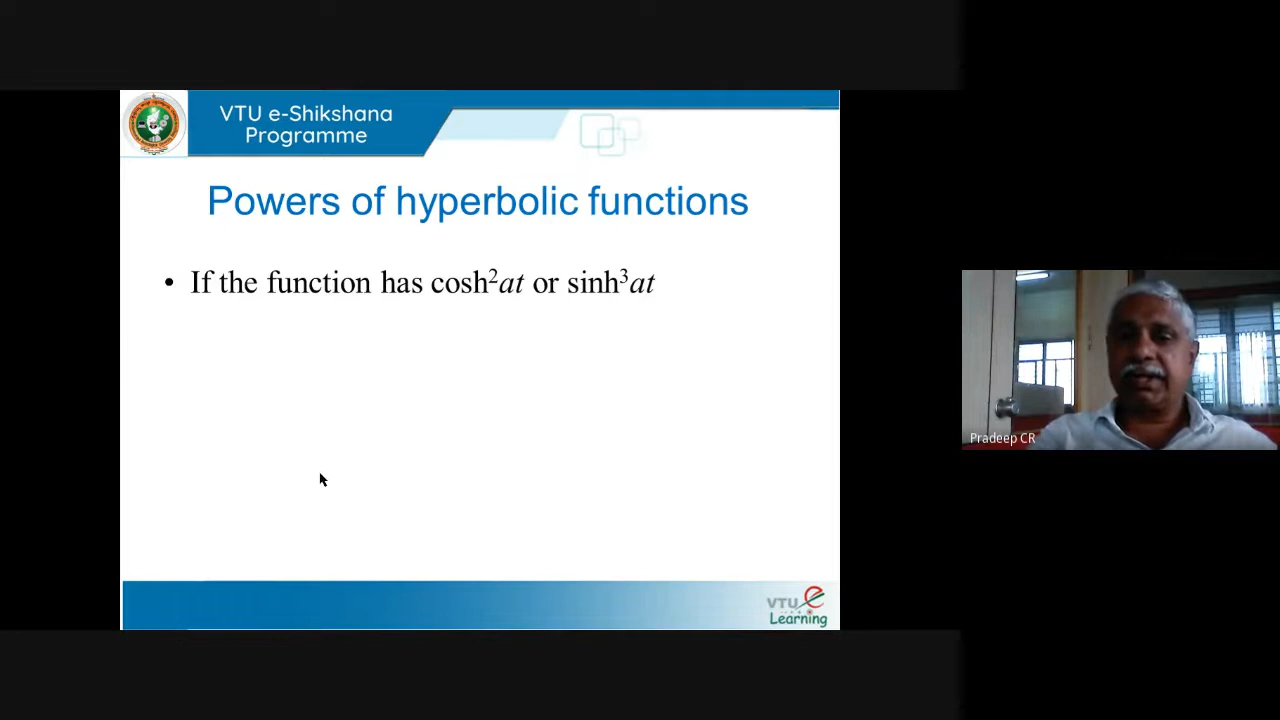 VTU e-Shikshana
Programme
Powers of hyperbolic functions
• If the function has cosh²at or sinh³at
Pradeep CR
VTU e
Learning